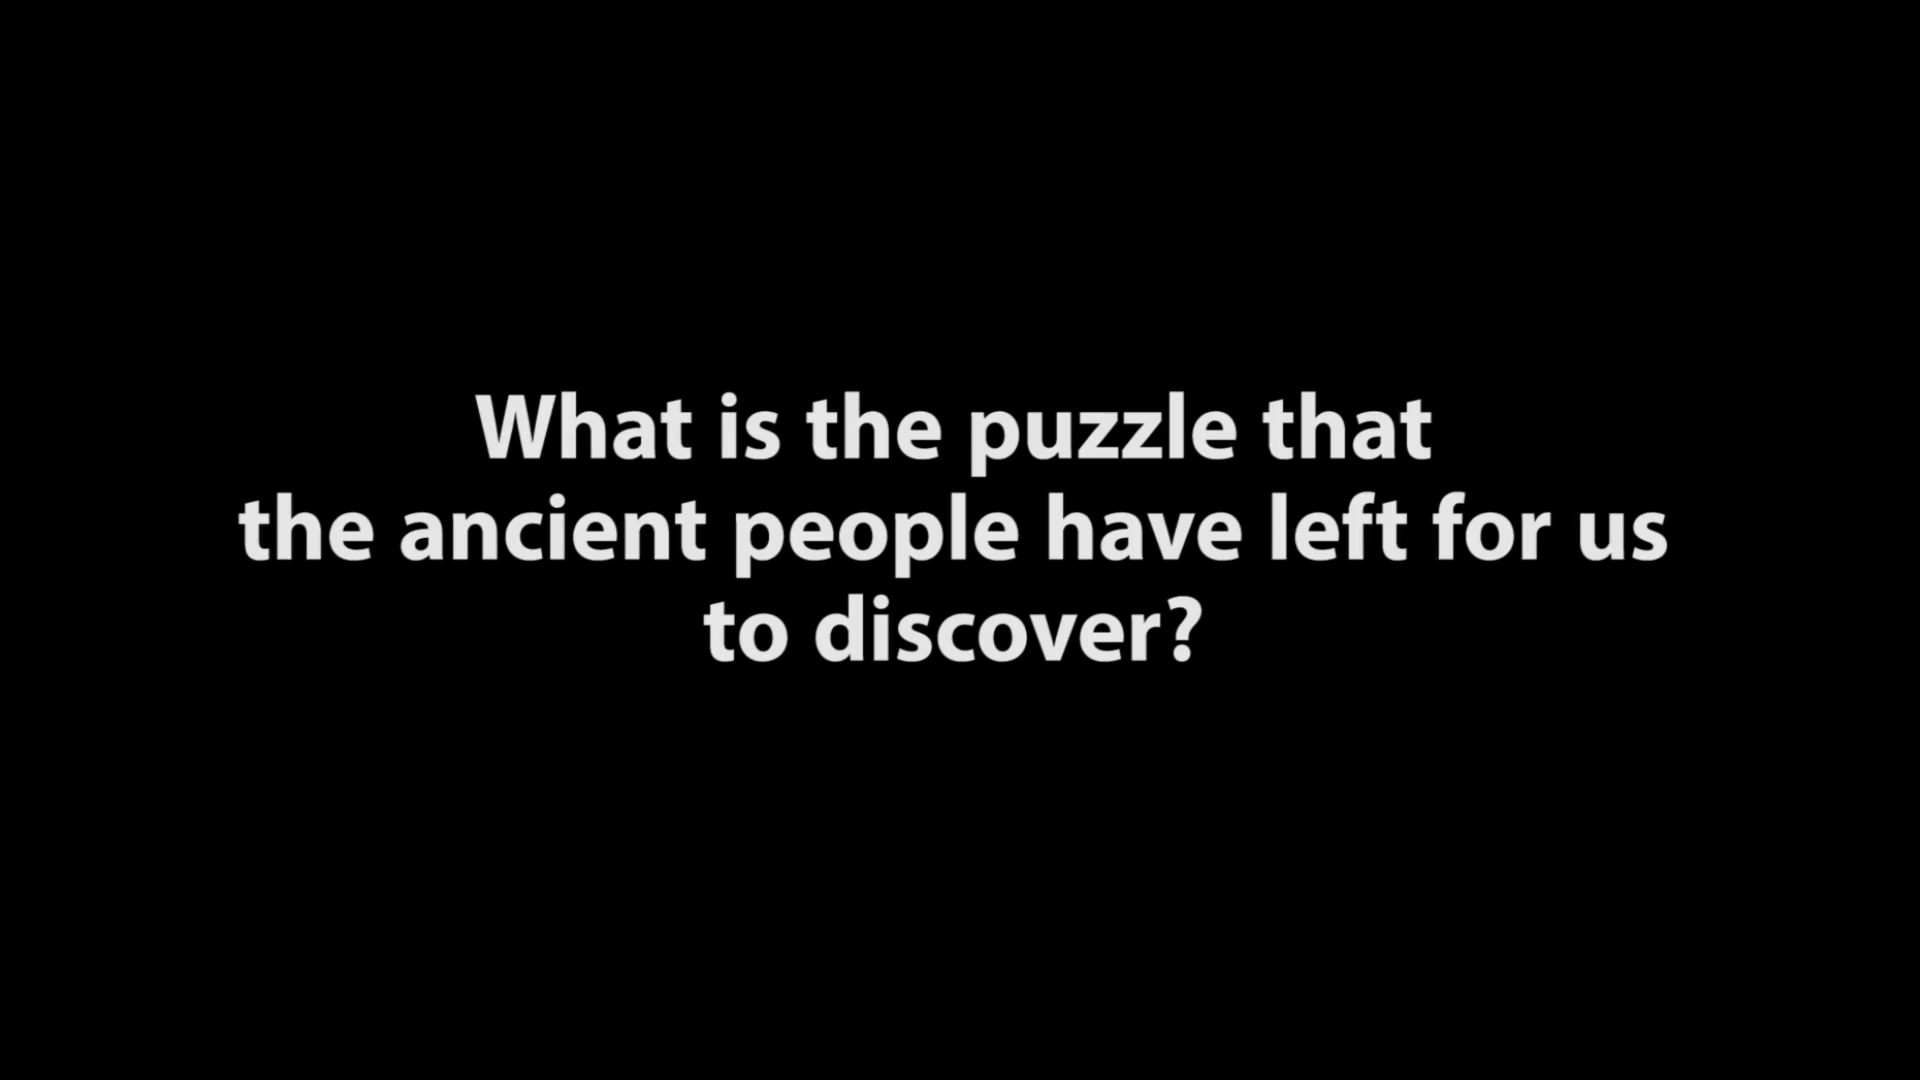 What is the puzzle that
the ancient people have left for us
to discover?